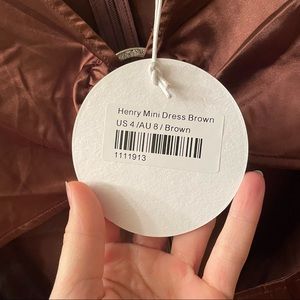 Henry Mini Dress Brown
US 4 /AU 8 / Brown
1111913